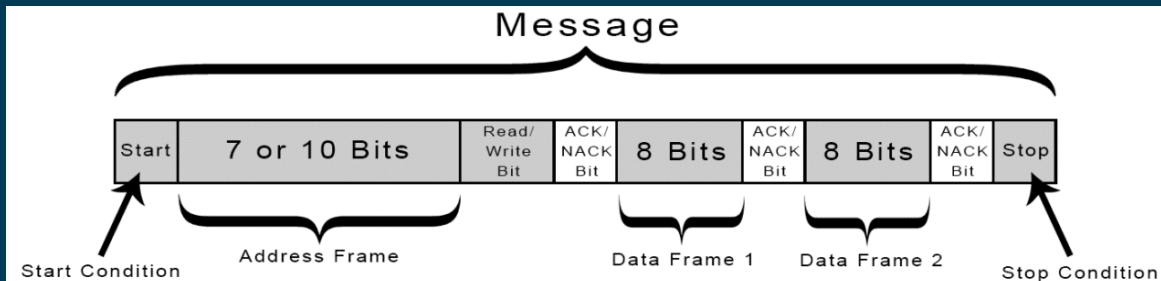 Message
Start
7 or 10 Bits
Read/
Write
Bit
ACK/
NACK
Bit
8 Bits
ACK/
NACK
Bit
8 Bits
ACK/
NACK
Bit
Stop
Start Condition
Address Frame
Data Frame 1
Data Frame 2
Stop Condition